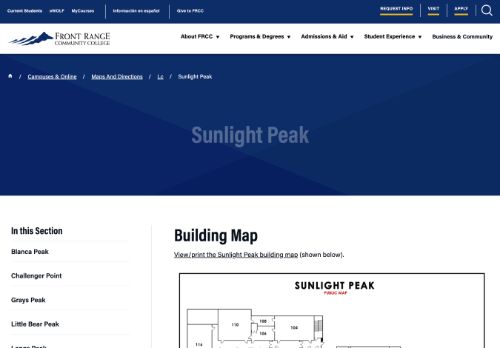 Current Students eWOLF MyCourses Información en español Give to FRCC REQUEST INFO VISIT APPLY
FRONT RANGE
COMMUNITY COLLEGE
About FRCC Programs & Degrees Admissions & Aid Student Experience Business & Community
/ Campuses & Online / Maps And Directions / Lc / Sunlight Peak
Sunlight Peak
In this Section
Blanca Peak
Challenger Point
Grays Peak
Little Bear Peak
Longs Peak
Building Map
View/print the Sunlight Peak building map (shown below).
SUNLIGHT PEAK
PUBLIC MAP
110
108
106
104
114